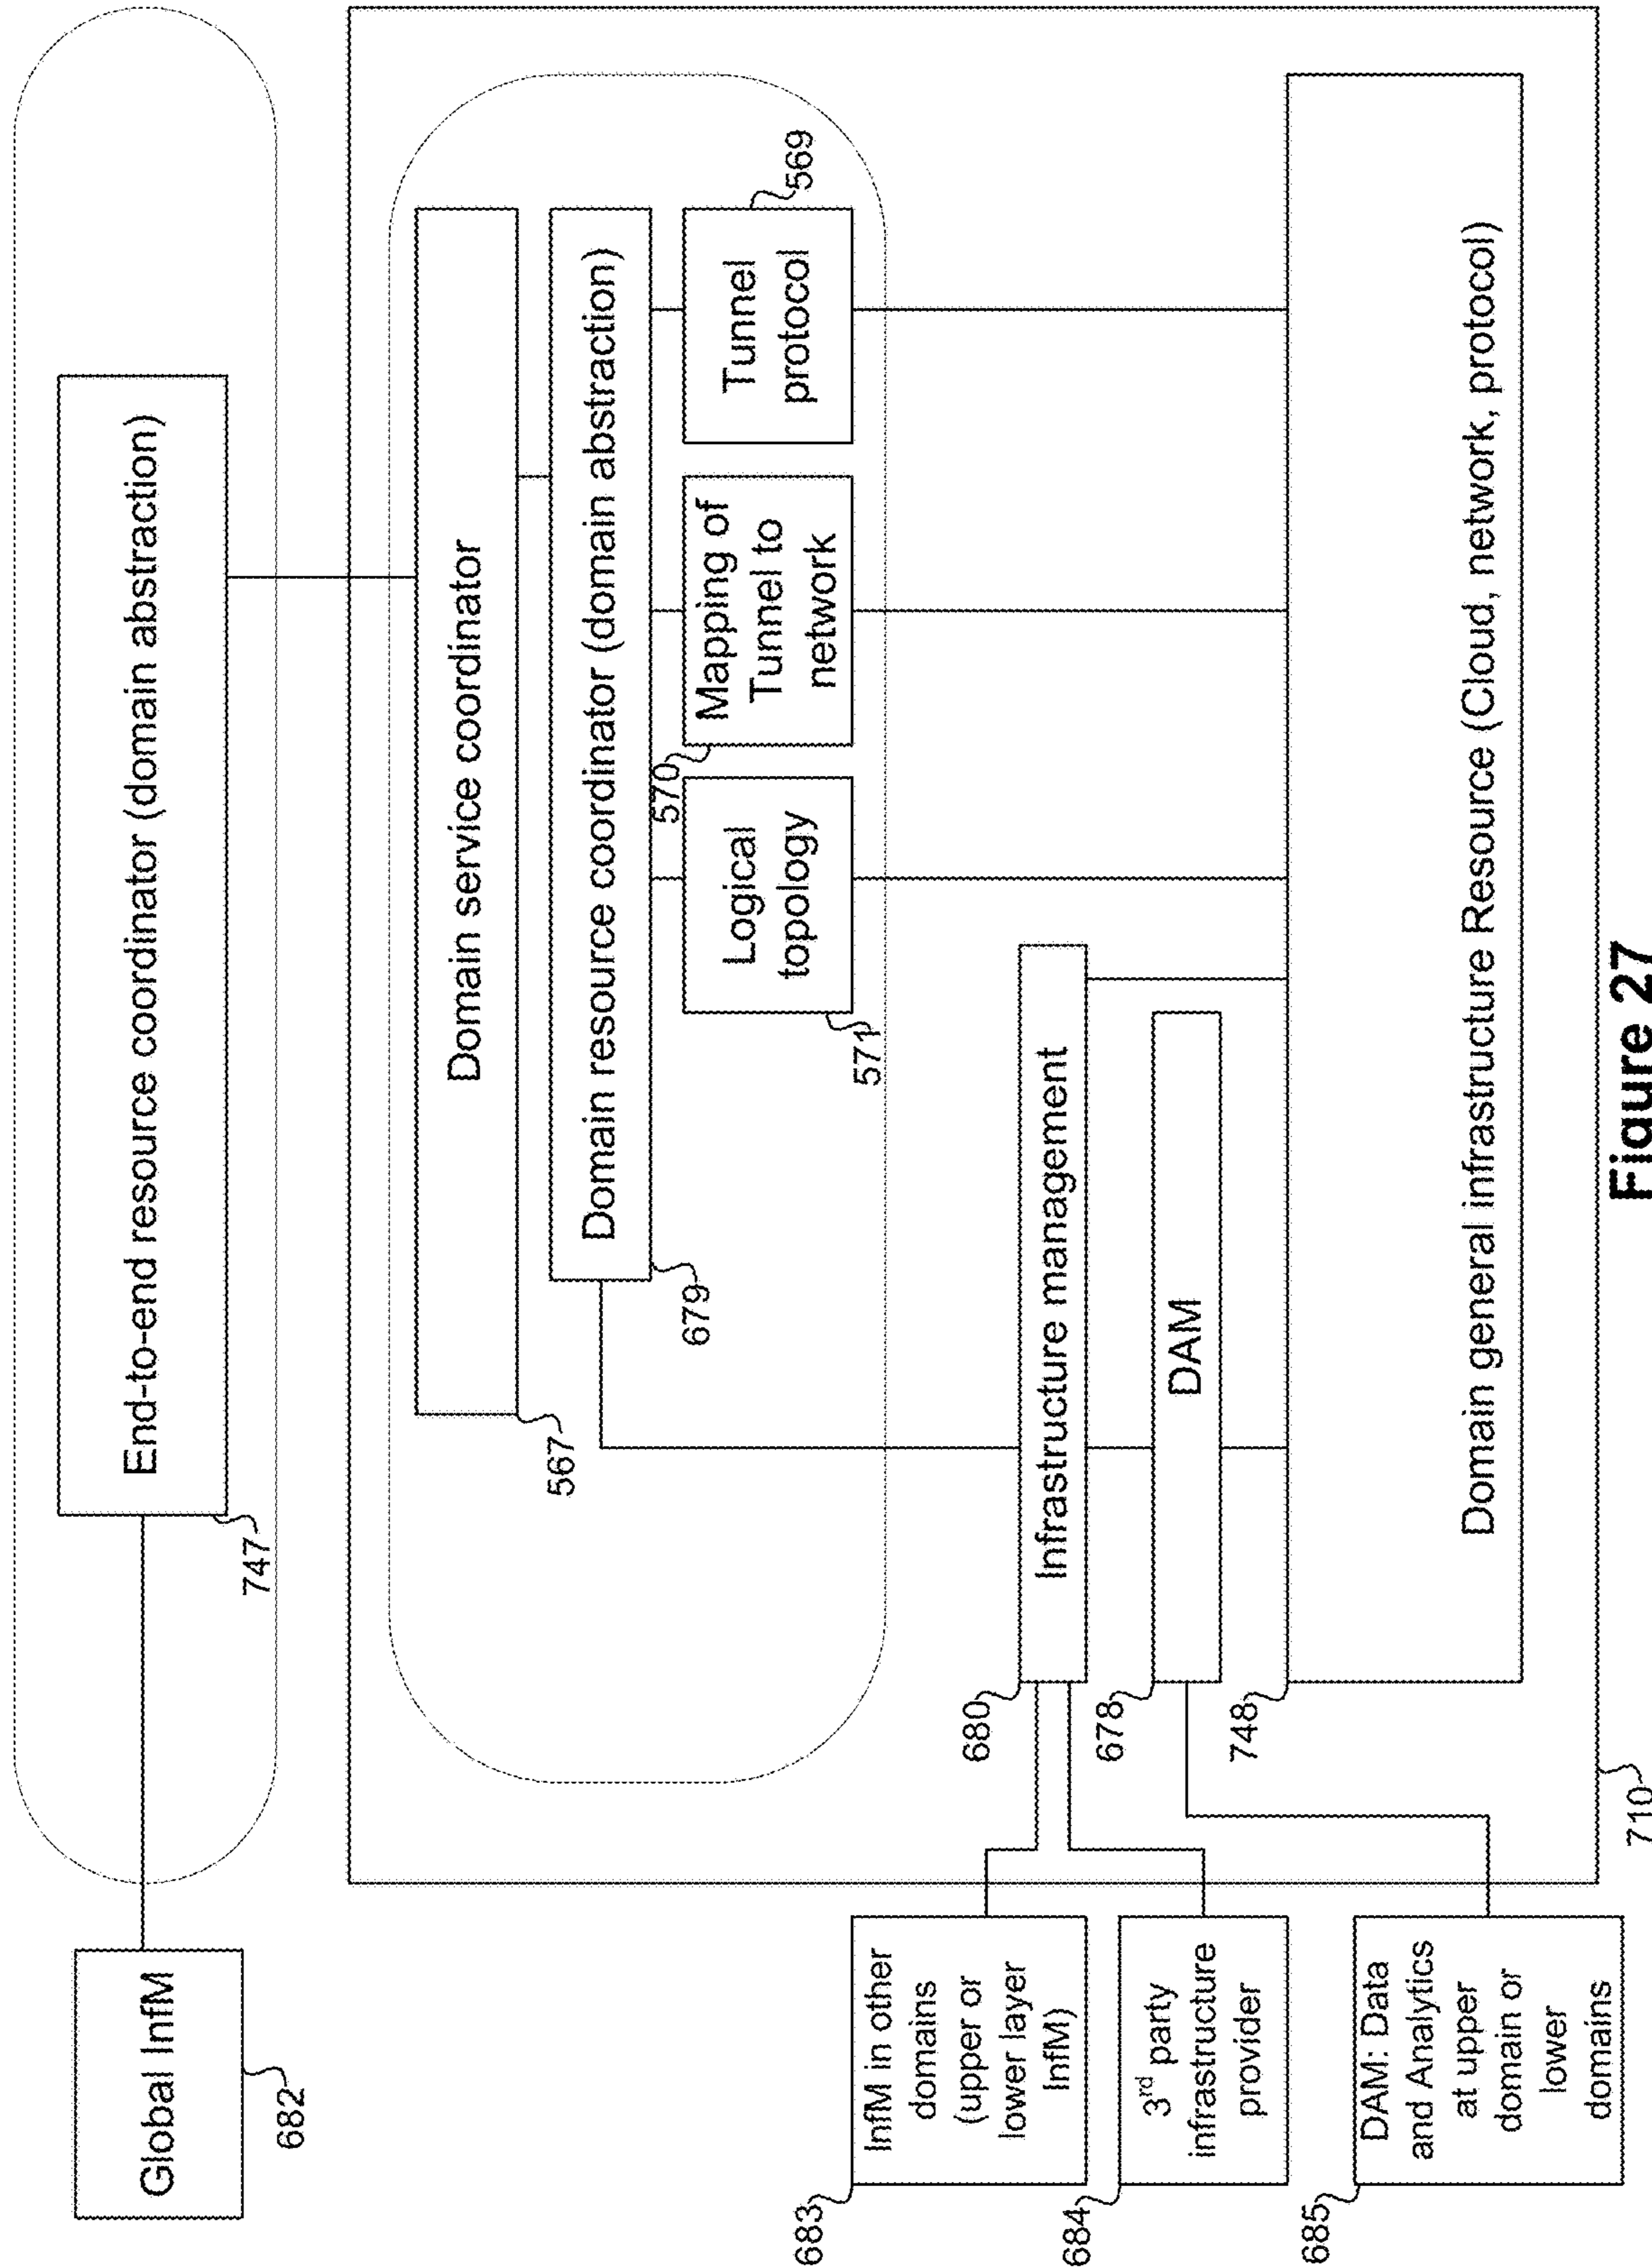 Global InfM
682
End-to-end resource coordinator (domain abstraction)
747
Domain service coordinator
567
Domain resource coordinator (domain abstraction)
679
Logical
topology
571
Mapping of
Tunnel to
network
570
Tunnel
protocol
569
InfM in other
domains
(upper or
lower layer
InfM)
683
3rd party
infrastructure
provider
684
DAM: Data
and Analytics
at upper
domain or
lower
domains
685
Infrastructure management
680
DAM
678
Domain general infrastructure Resource (Cloud, network, protocol)
748
710
Figure 27